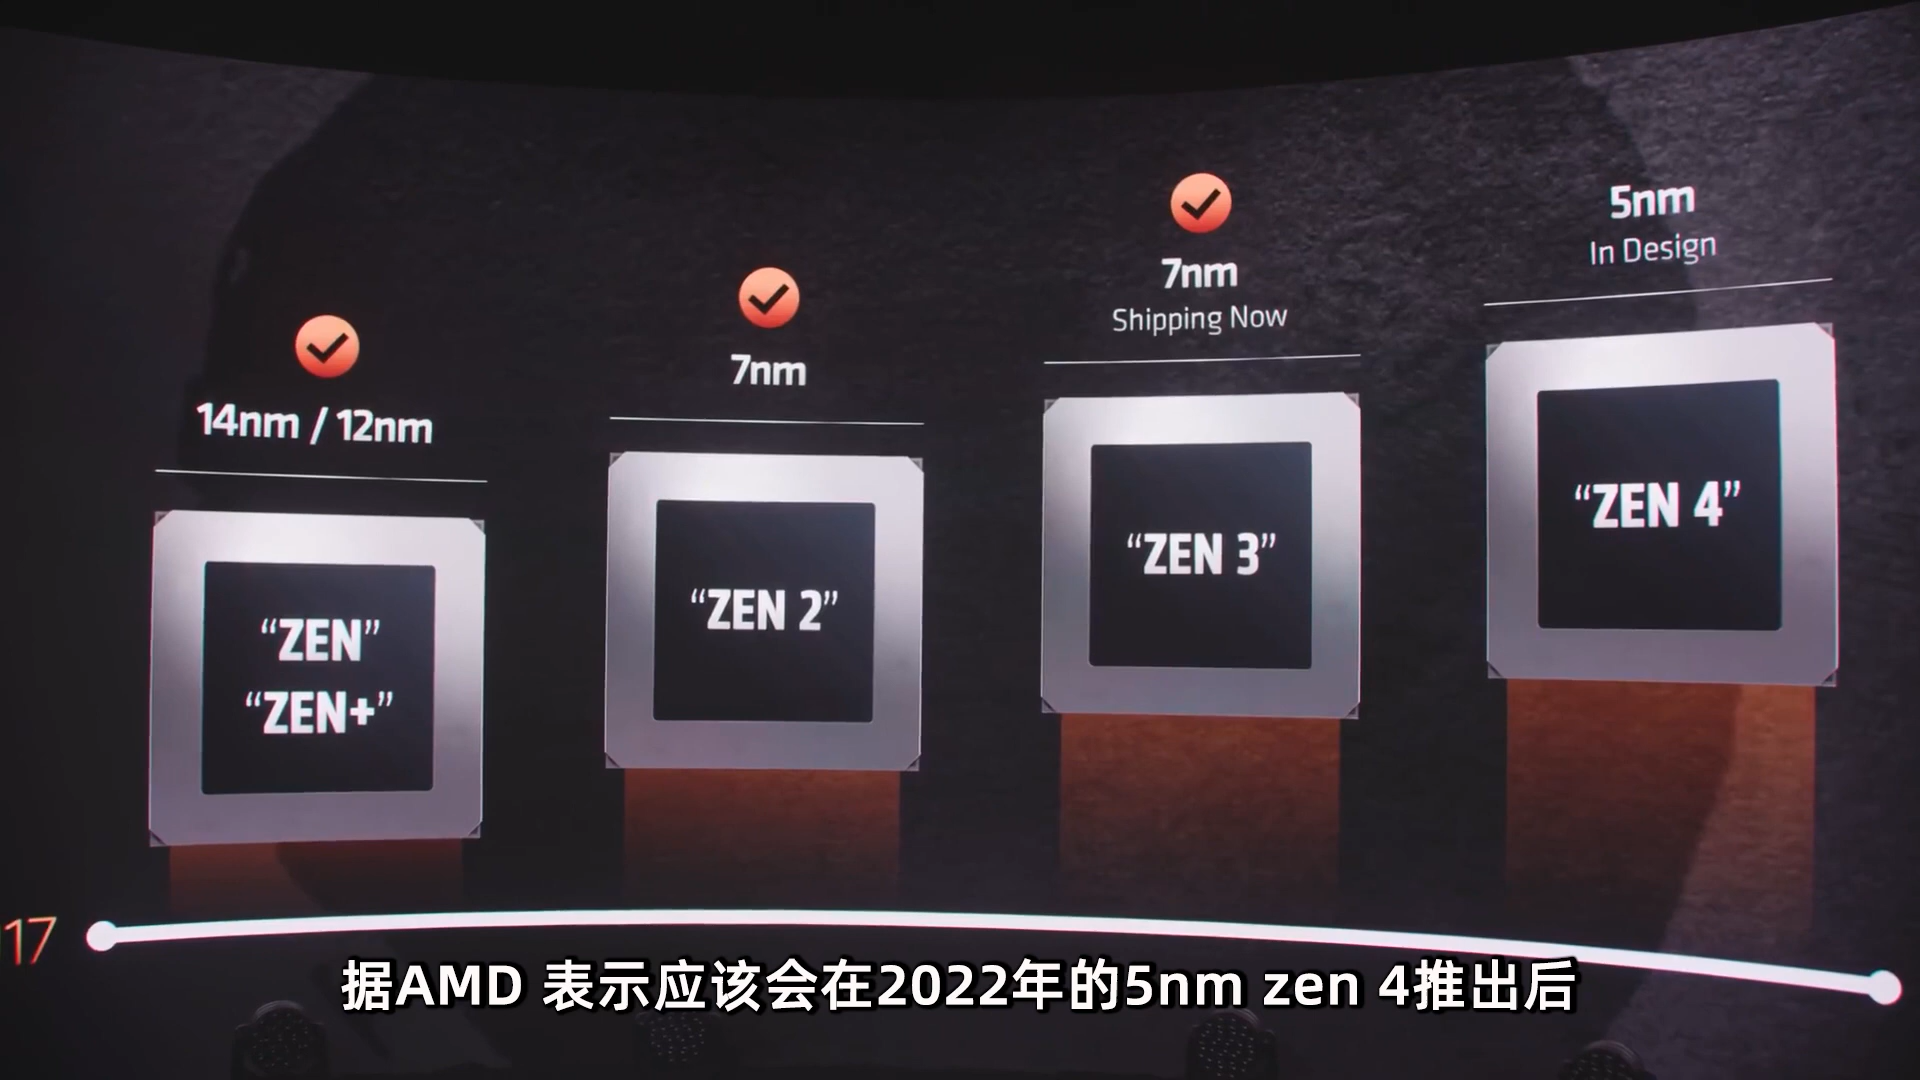 14nm / 12nm
“ZEN”
“ZEN+”
7nm
“ZEN 2”
7nm
Shipping Now
“ZEN 3”
5nm
In Design
“ZEN 4”
17
据AMD 表示应该会在2022年的5nm zen 4推出后